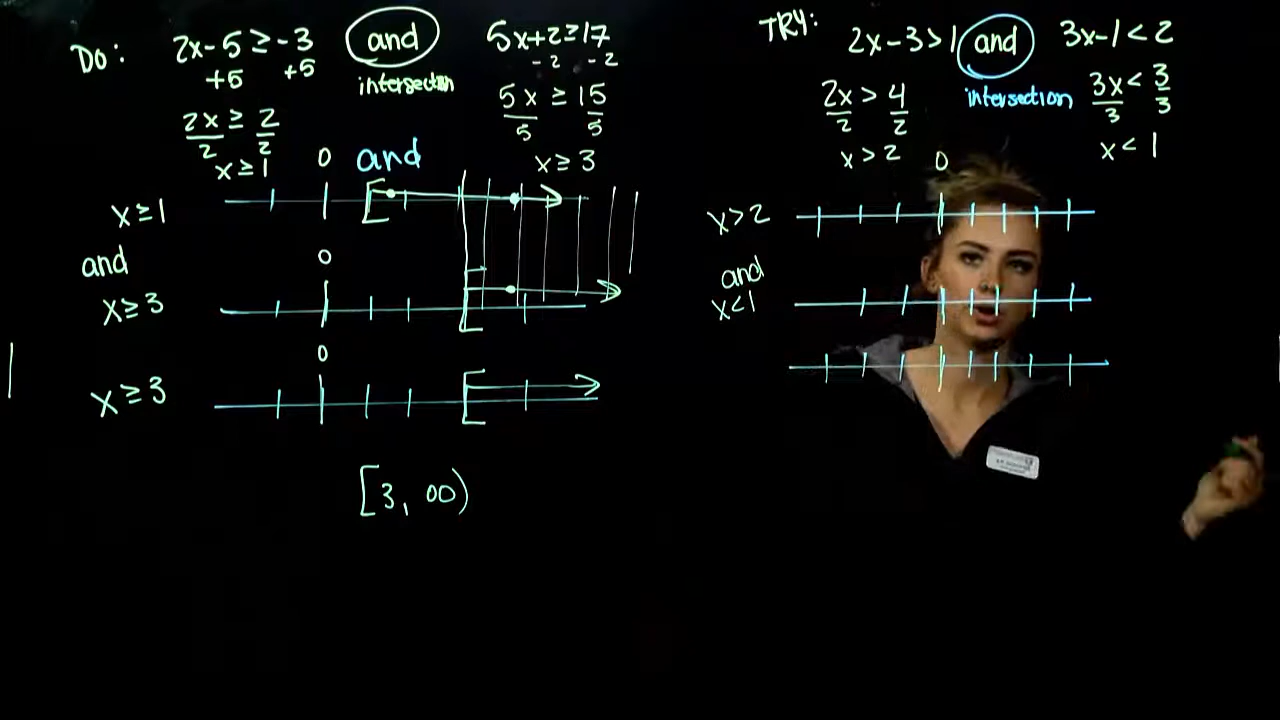 DO: 2x-5 ≥ -3 and 5x+2 ≥ 17
+5 +5 intersection -2 -2
2x/2 ≥ 2/2 5x/5 ≥ 15/5
x ≥ 1 x ≥ 3
0 and
x ≥ 1
and 0
x ≥ 3
0
x ≥ 3
[3, ∞)
TRY: 2x-3 > 1 and 3x-1 < 2
2x/2 > 4/2 intersection 3x/3 < 3/3
x > 2 x < 1
0
x > 2
and
x < 1